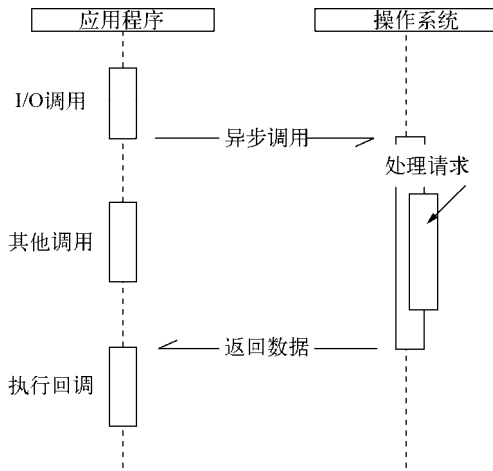 应用程序
操作系统
I/O调用
异步调用
处理请求
其他调用
返回数据
执行回调